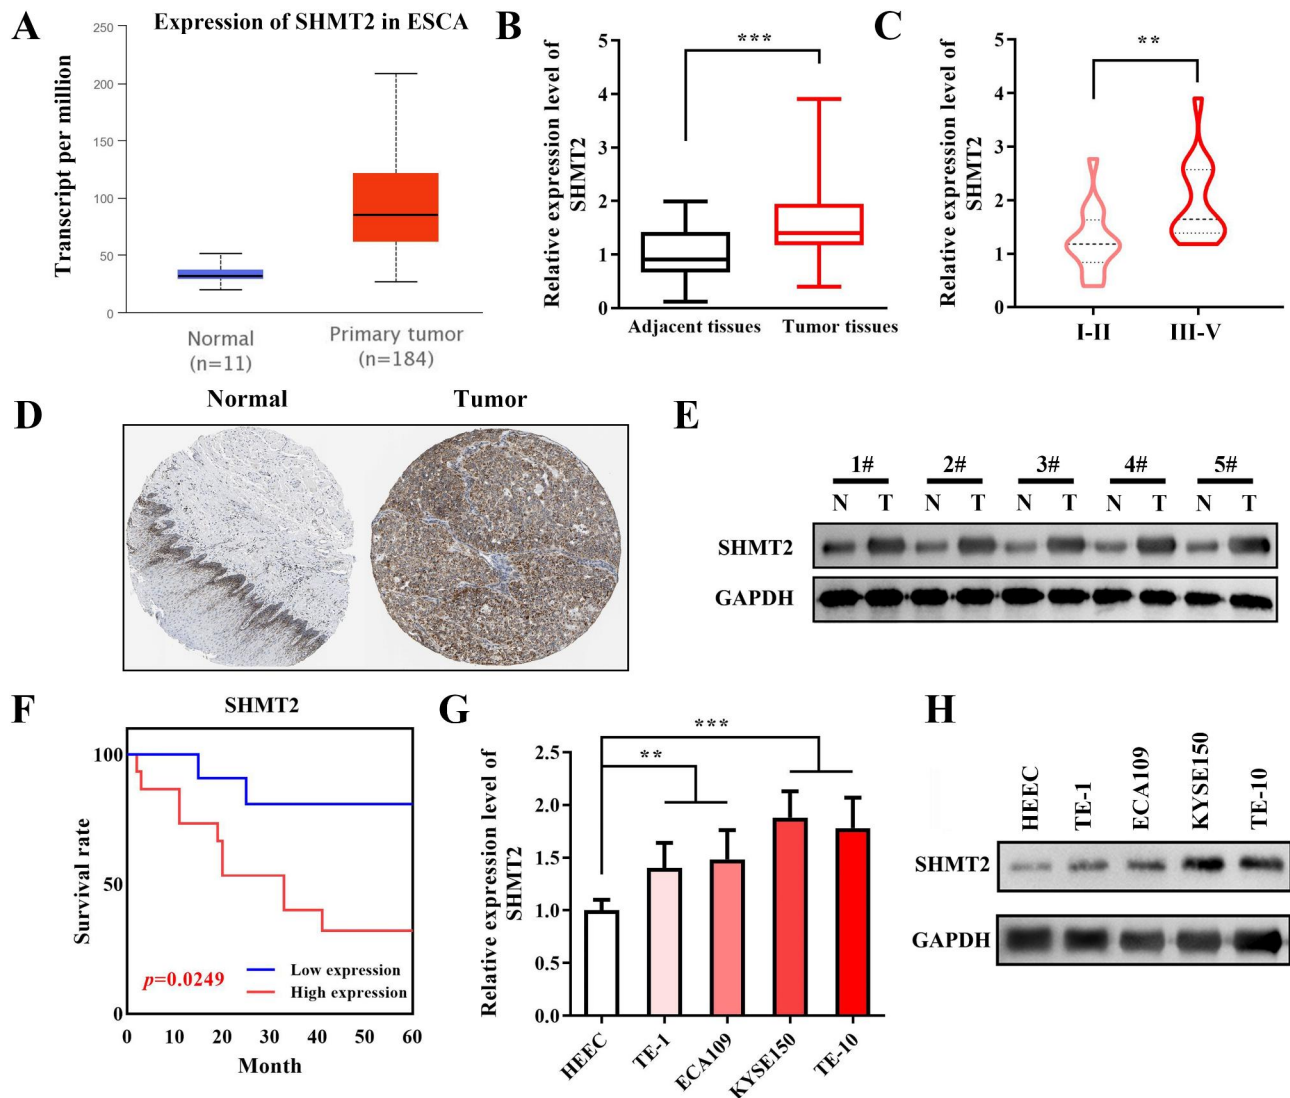 A
Expression of SHMT2 in ESCA
Transcript per million
250
200
150
100
50
0
Normal
(n=11)
Primary tumor
(n=184)
B
Relative expression level of
SHMT2
5
4
3
2
1
0
***
Adjacent tissues
Tumor tissues
C
Relative expression level of
SHMT2
5
4
3
2
1
0
**
I-II
III-V
D
Normal
Tumor
E
1# 2# 3# 4# 5#
N T N T N T N T N T
SHMT2
GAPDH
F
SHMT2
Survival rate
100
50
0
p=0.0249
Low expression
High expression
0 10 20 30 40 50 60
Month
G
Relative expression level of
SHMT2
2.5
2.0
1.5
1.0
0.5
0.0
**
***
HEEC
TE-1
ECA109
KYSE150
TE-10
H
HEEC
TE-1
ECA109
KYSE150
TE-10
SHMT2
GAPDH